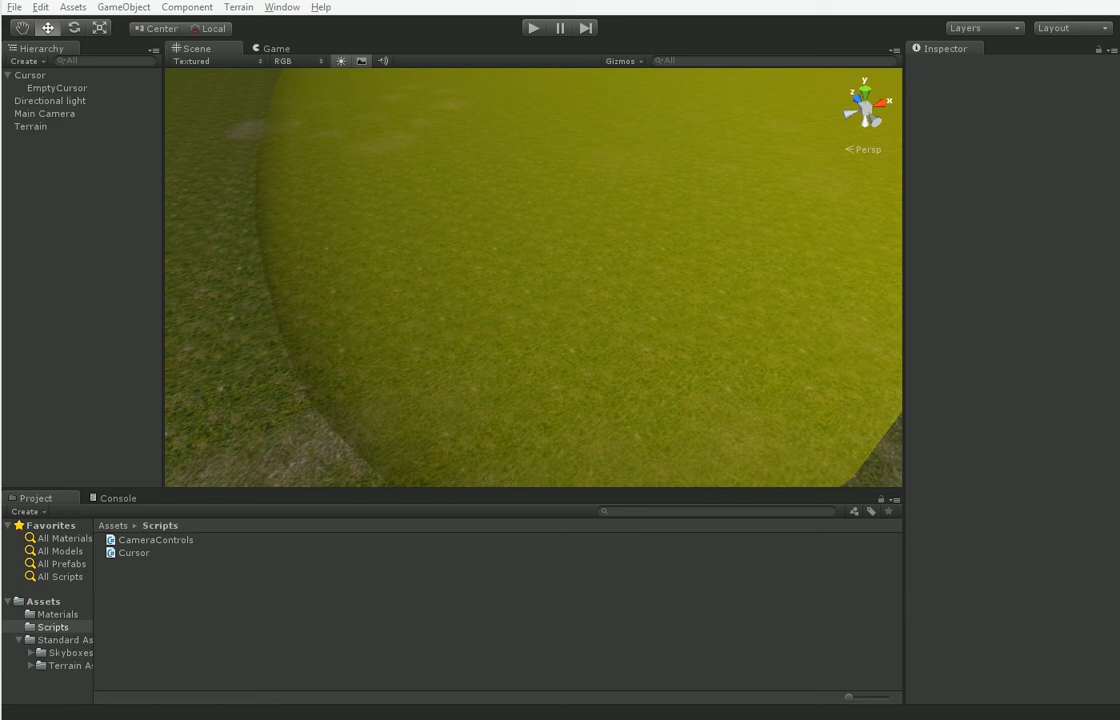 File Edit Assets GameObject Component Terrain Window Help
Center Local Layers Layout
Hierarchy Scene Game Inspector
Create All Textured RGB Gizmos All
Cursor
EmptyCursor
Directional light
Main Camera
Terrain
y
z x
Persp
Project Console
Create
Favorites
All Materials
All Models
All Prefabs
All Scripts
Assets
Materials
Scripts
Standard As
Skyboxes
Terrain A
Assets Scripts
CameraControls
Cursor